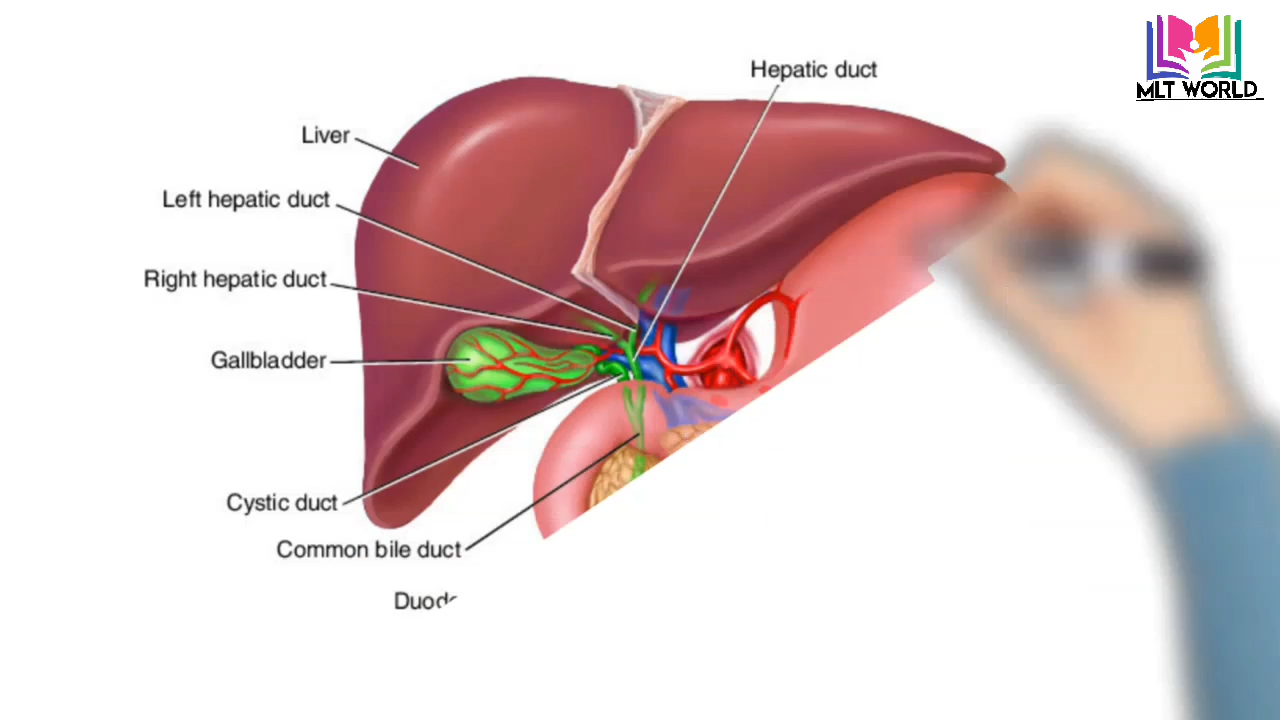 MLT WORLD
Hepatic duct
Liver
Left hepatic duct
Right hepatic duct
Gallbladder
Cystic duct
Common bile duct